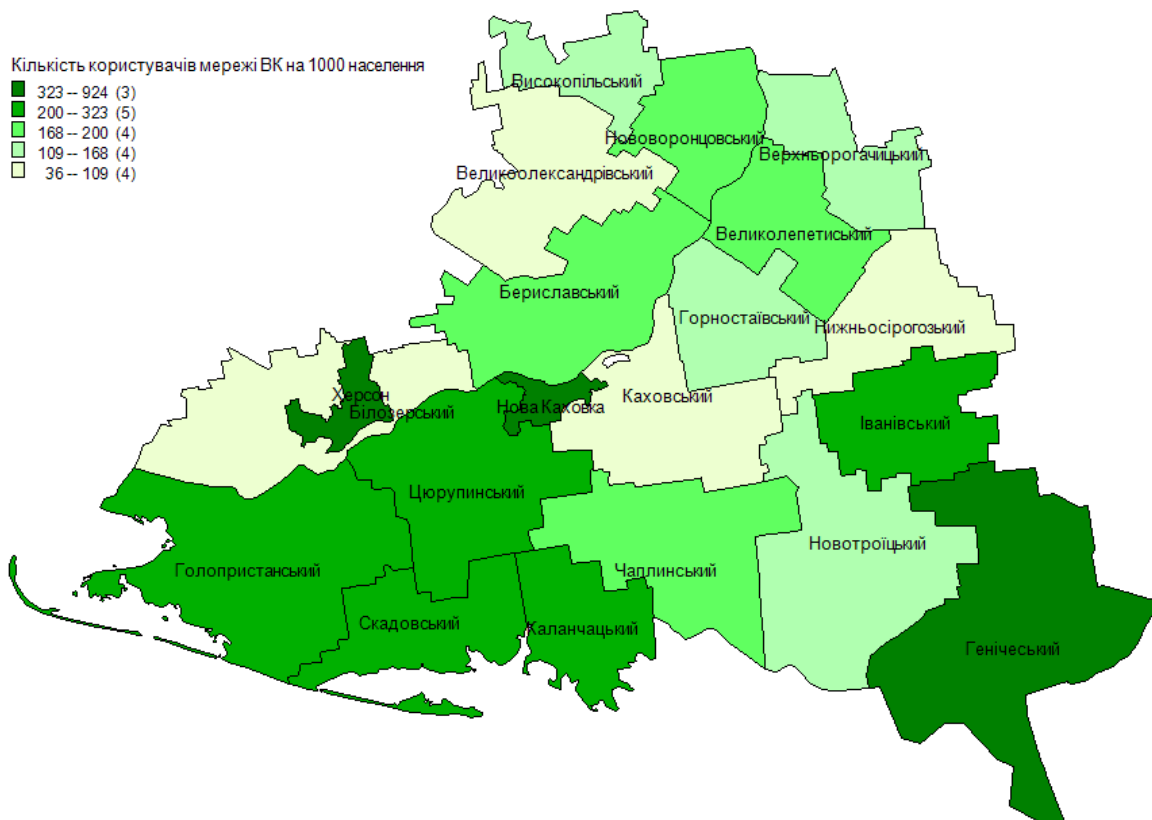 Кількість користувачів мережі ВК на 1000 населення
323 -- 924 (3)
200 -- 323 (5)
168 -- 200 (4)
109 -- 168 (4)
36 -- 109 (4)
Високопільський
Нововоронцовський
Верхньорогачицький
Великоолександрівський
Великолепетиський
Бериславський
Горностаївський
Нижньосірогозький
Херсон
Білозерський
Нова Каховка
Каховський
Іванівський
Цюрупинський
Новотроїцький
Голопристанський
Чаплинський
Скадовський
Каланчацький
Генічеський